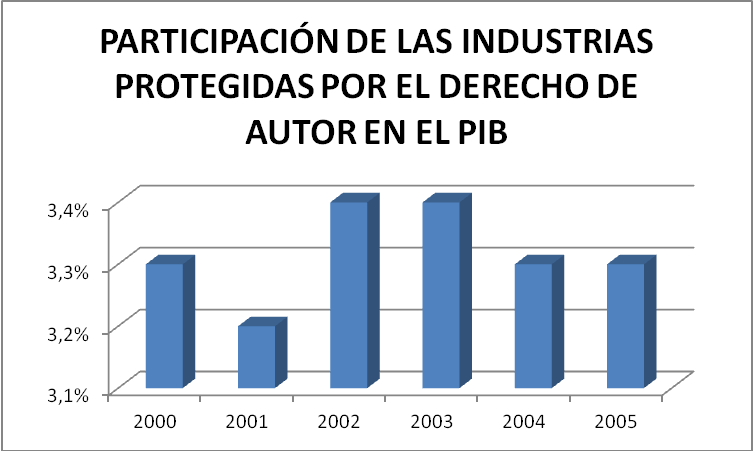 PARTICIPACIÓN DE LAS INDUSTRIAS
PROTEGIDAS POR EL DERECHO DE
AUTOR EN EL PIB
3,4%
3,3%
3,2%
3,1%
2000 2001 2002 2003 2004 2005